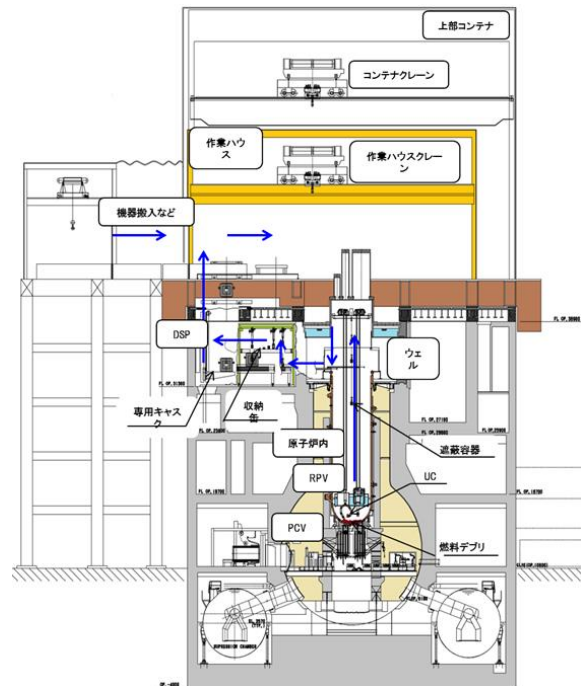 上部コンテナ
コンテナクレーン
作業ハウ
ス
作業ハウスクレー
ン
機器搬入など
DSP
ウェ
ル
専用キャス
ク
収納
缶
原子炉内
遮蔽容器
RPV
UC
PCV
燃料デブリ